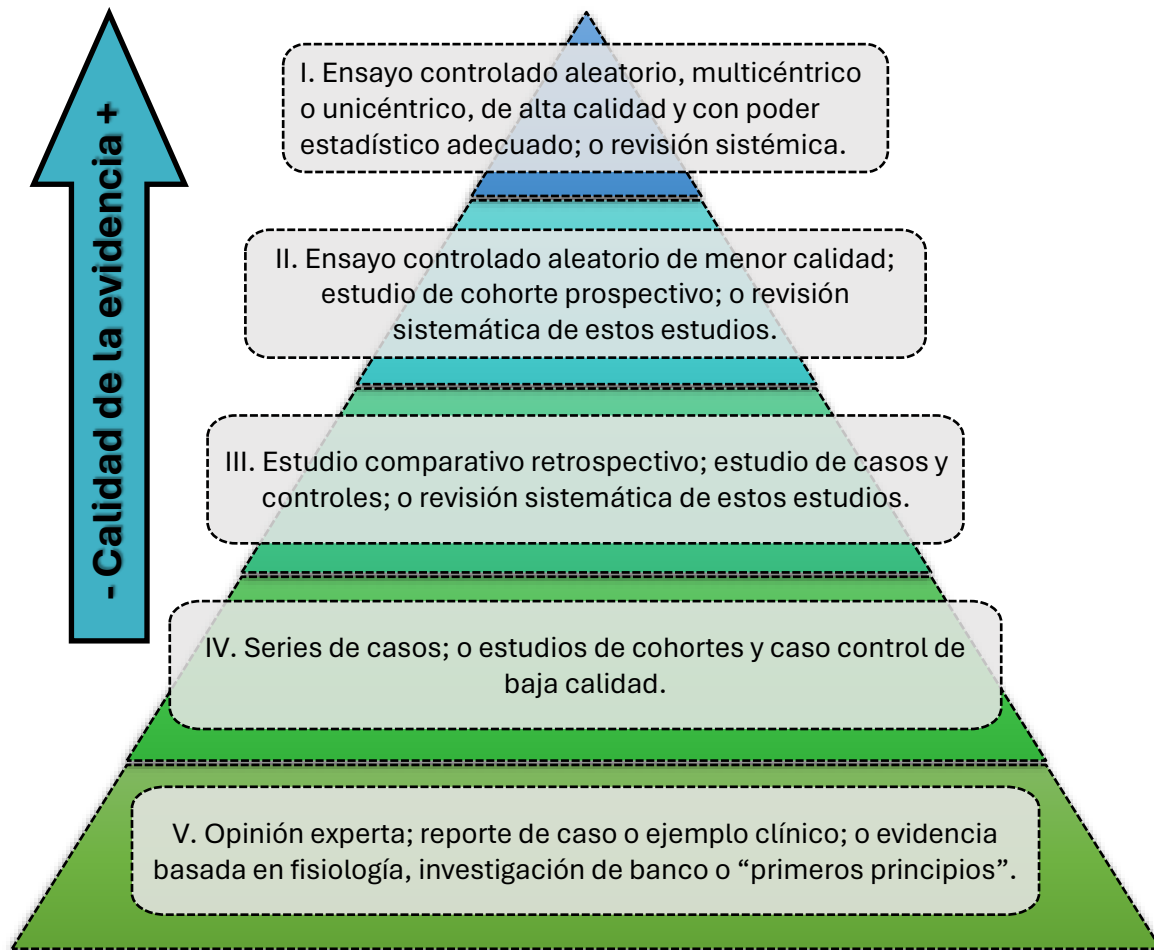 - Calidad de la evidencia +
I. Ensayo controlado aleatorio, multicéntrico
o unicéntrico, de alta calidad y con poder
estadístico adecuado; o revisión sistémica.
II. Ensayo controlado aleatorio de menor calidad;
estudio de cohorte prospectivo; o revisión
sistemática de estos estudios.
III. Estudio comparativo retrospectivo; estudio de casos y
controles; o revisión sistemática de estos estudios.
IV. Series de casos; o estudios de cohortes y caso control de
baja calidad.
V. Opinión experta; reporte de caso o ejemplo clínico; o evidencia
basada en fisiología, investigación de banco o “primeros principios”.